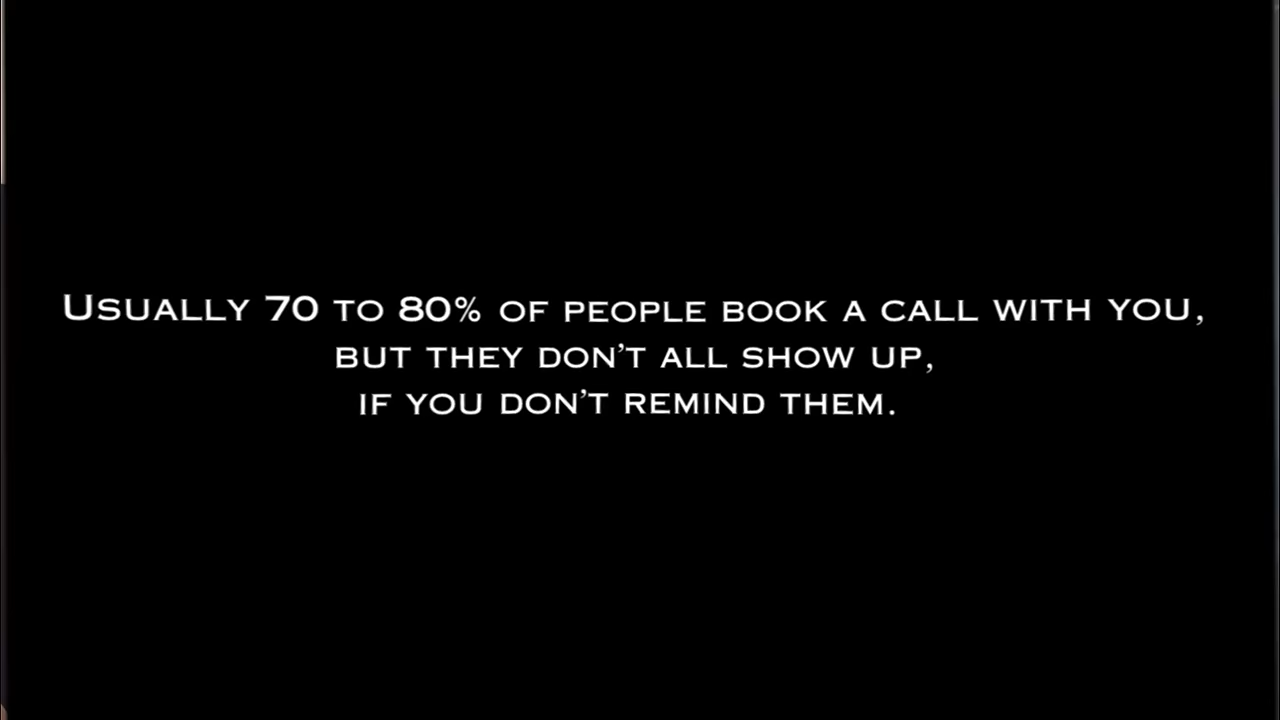 Usually 70 to 80% of people book a call with you,
but they don't all show up,
if you don't remind them.